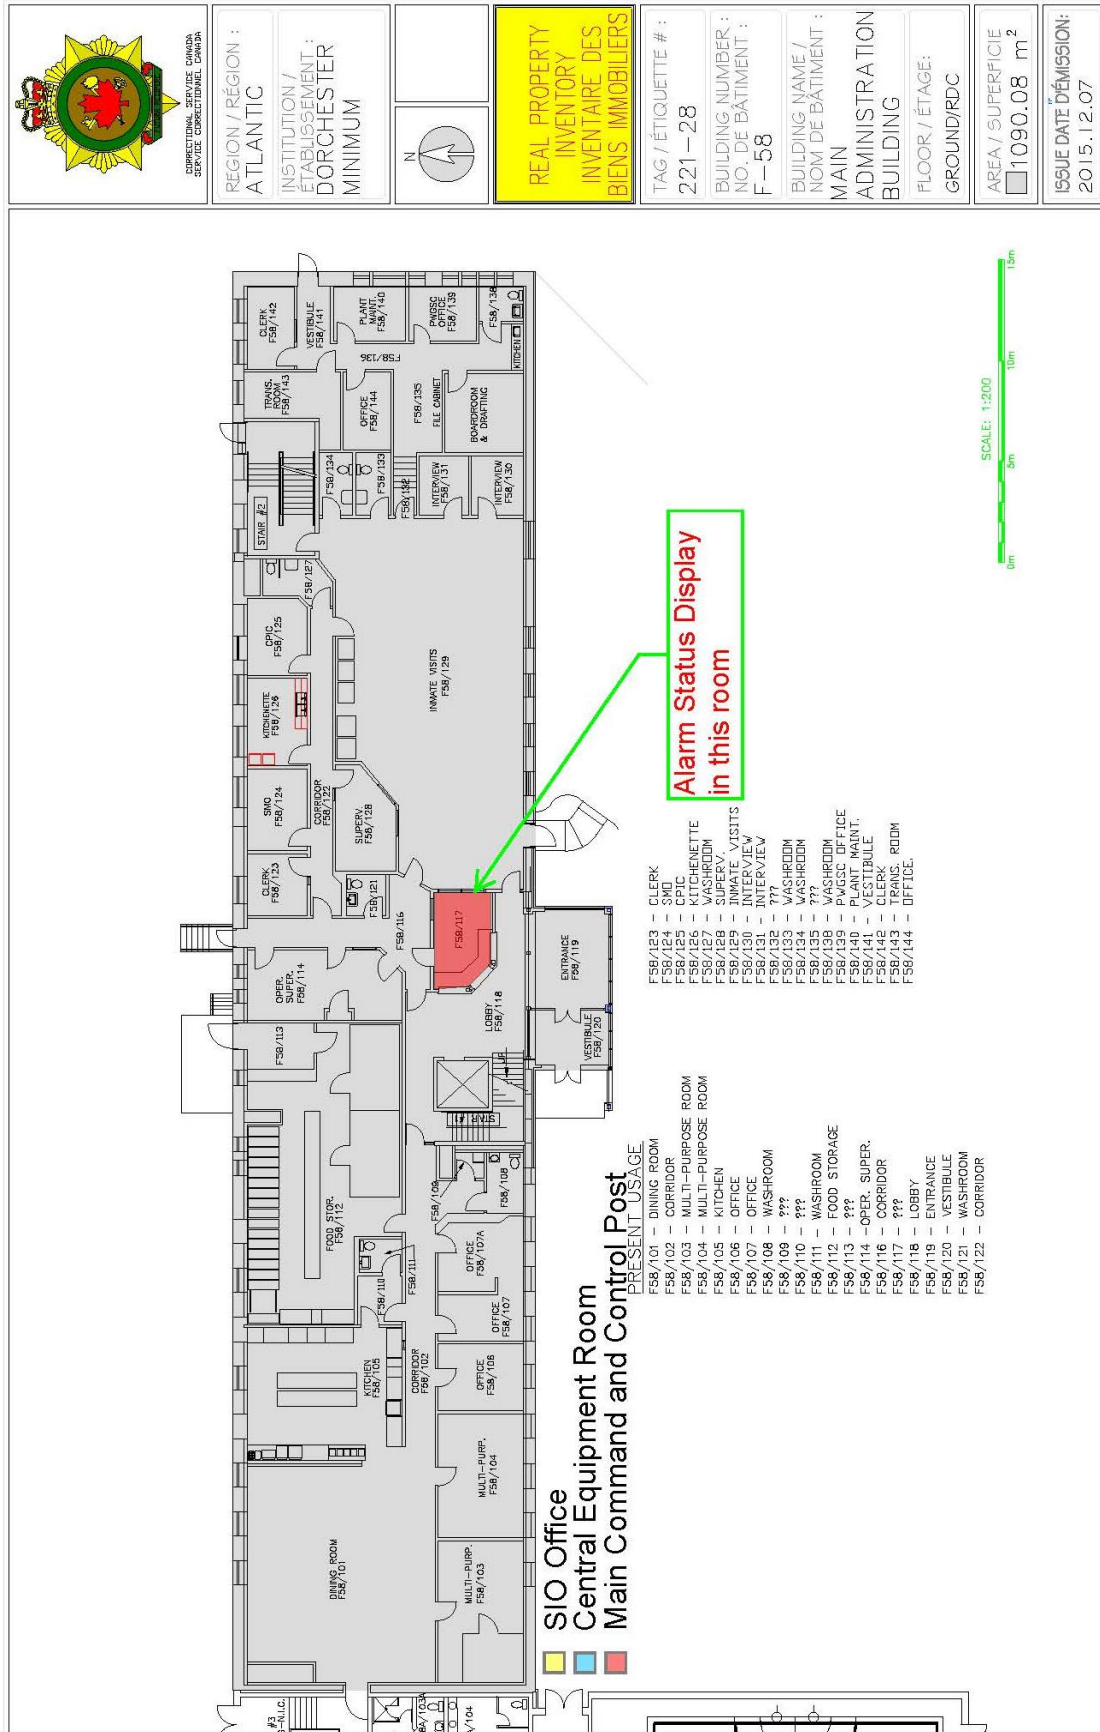 CORRECTIONAL SERVICE CANADA
SERVICE CORRECTIONNEL CANADA
REGION / RÉGION :
ATLANTIC
INSTITUTION /
ÉTABLISSEMENT :
DORCHESTER
MINIMUM
N
REAL PROPERTY
INVENTORY
INVENTAIRE DES
BIENS IMMOBILIERS
TAG / ÉTIQUETTE # :
221-28
BUILDING NUMBER :
NO. DE BÂTIMENT :
F-58
BUILDING NAME /
NOM DE BÂTIMENT :
MAIN
ADMINISTRATION
BUILDING
FLOOR / ÉTAGE:
GROUND/RDC
AREA / SUPERFICIE
1090.08 m²
ISSUE DATE D'ÉMISSION:
2015.12.07
CLERK
F58/142
VESTIBULE
F58/141
PLANT
MAINT.
F58/140
PWGSC
OFFICE
F58/139
F58/138
KITCHEN
F58/136
TRANS.
ROOM
F58/143
OFFICE
F58/144
F58/135
FILE CABINET
BOARDROOM
& DRAFTING
STAIR #2
F58/134
F58/133
F58/132
INTERVIEW
F58/131
INTERVIEW
F58/130
F58/127
CPIC
F58/125
KITCHENETTE
F58/126
SMO
F58/124
CLERK
F58/123
CORRIDOR
F58/122
SUPERV.
F58/128
INMATE VISITS
F58/129
F58/121
F58/116
F58/117
OPER.
SUPER.
F58/114
F58/113
LOBBY
F58/118
ENTRANCE
F58/119
VESTIBULE
F58/120
UP
STAIR #1
FOOD STOR.
F58/112
F58/109
F58/108
F58/111
F58/110
OFFICE
F58/107A
OFFICE
F58/107
OFFICE
F58/106
KITCHEN
F58/105
CORRIDOR
F58/102
MULTI-PURP.
F58/104
MULTI-PURP.
F58/103
DINING ROOM
F58/101
#3
-N.I.C.
/103A
/104
Alarm Status Display
in this room
SCALE: 1:200
0m
5m
10m
15m
SIO Office
Central Equipment Room
Main Command and Control Post
PRESENT USAGE
F58/101 - DINING ROOM
F58/102 - CORRIDOR
F58/103 - MULTI-PURPOSE ROOM
F58/104 - MULTI-PURPOSE ROOM
F58/105 - KITCHEN
F58/106 - OFFICE
F58/107 - OFFICE
F58/108 - WASHROOM
F58/109 - ???
F58/110 - ???
F58/111 - WASHROOM
F58/112 - FOOD STORAGE
F58/113 - ???
F58/114 -OPER. SUPER.
F58/116 - CORRIDOR
F58/117 - ???
F58/118 - LOBBY
F58/119 - ENTRANCE
F58/120 - VESTIBULE
F58/121 - WASHROOM
F58/122 - CORRIDOR
F58/123 - CLERK
F58/124 - SMO
F58/125 - CPIC
F58/126 - KITCHENETTE
F58/127 - WASHROOM
F58/128 - SUPERV.
F58/129 - INMATE VISITS
F58/130 - INTERVIEW
F58/131 - INTERVIEW
F58/132 - ???
F58/133 - WASHROOM
F58/134 - WASHROOM
F58/135 - ???
F58/138 - WASHROOM
F58/139 - PWGSC OFFICE
F58/140 - PLANT MAINT.
F58/141 - VESTIBULE
F58/142 - CLERK
F58/143 - TRANS. ROOM
F58/144 - OFFICE.